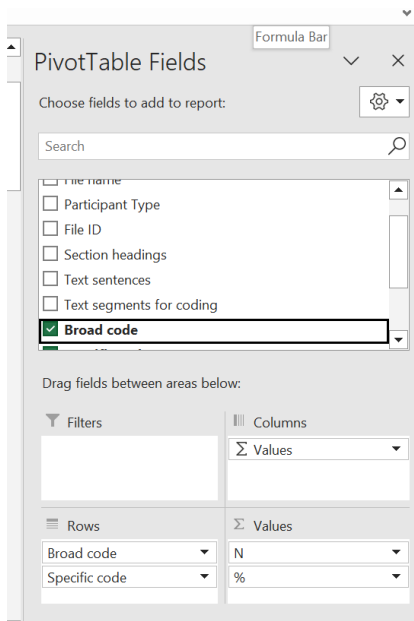 Formula Bar
PivotTable Fields
Choose fields to add to report:
Search
File name
Participant Type
File ID
Section headings
Text sentences
Text segments for coding
Broad code
Drag fields between areas below:
Filters
Columns
Σ Values
Rows
Σ Values
Broad code
N
Specific code
%